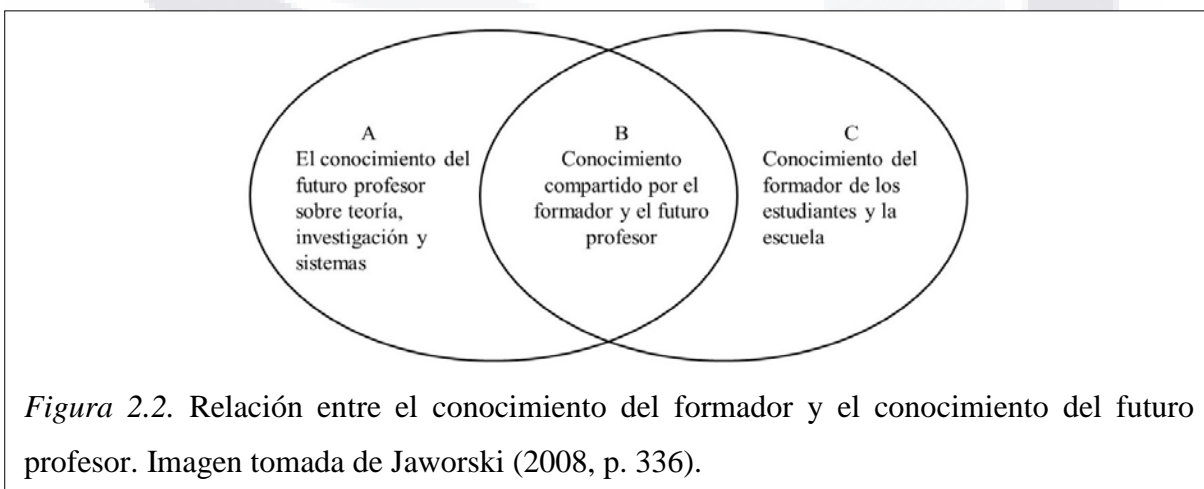 A
El conocimiento del
futuro profesor
sobre teoría,
investigación y
sistemas
B
Conocimiento
compartido por el
formador y el futuro
profesor
C
Conocimiento del
formador de los
estudiantes y la
escuela
Figura 2.2. Relación entre el conocimiento del formador y el conocimiento del futuro
profesor. Imagen tomada de Jaworski (2008, p. 336).